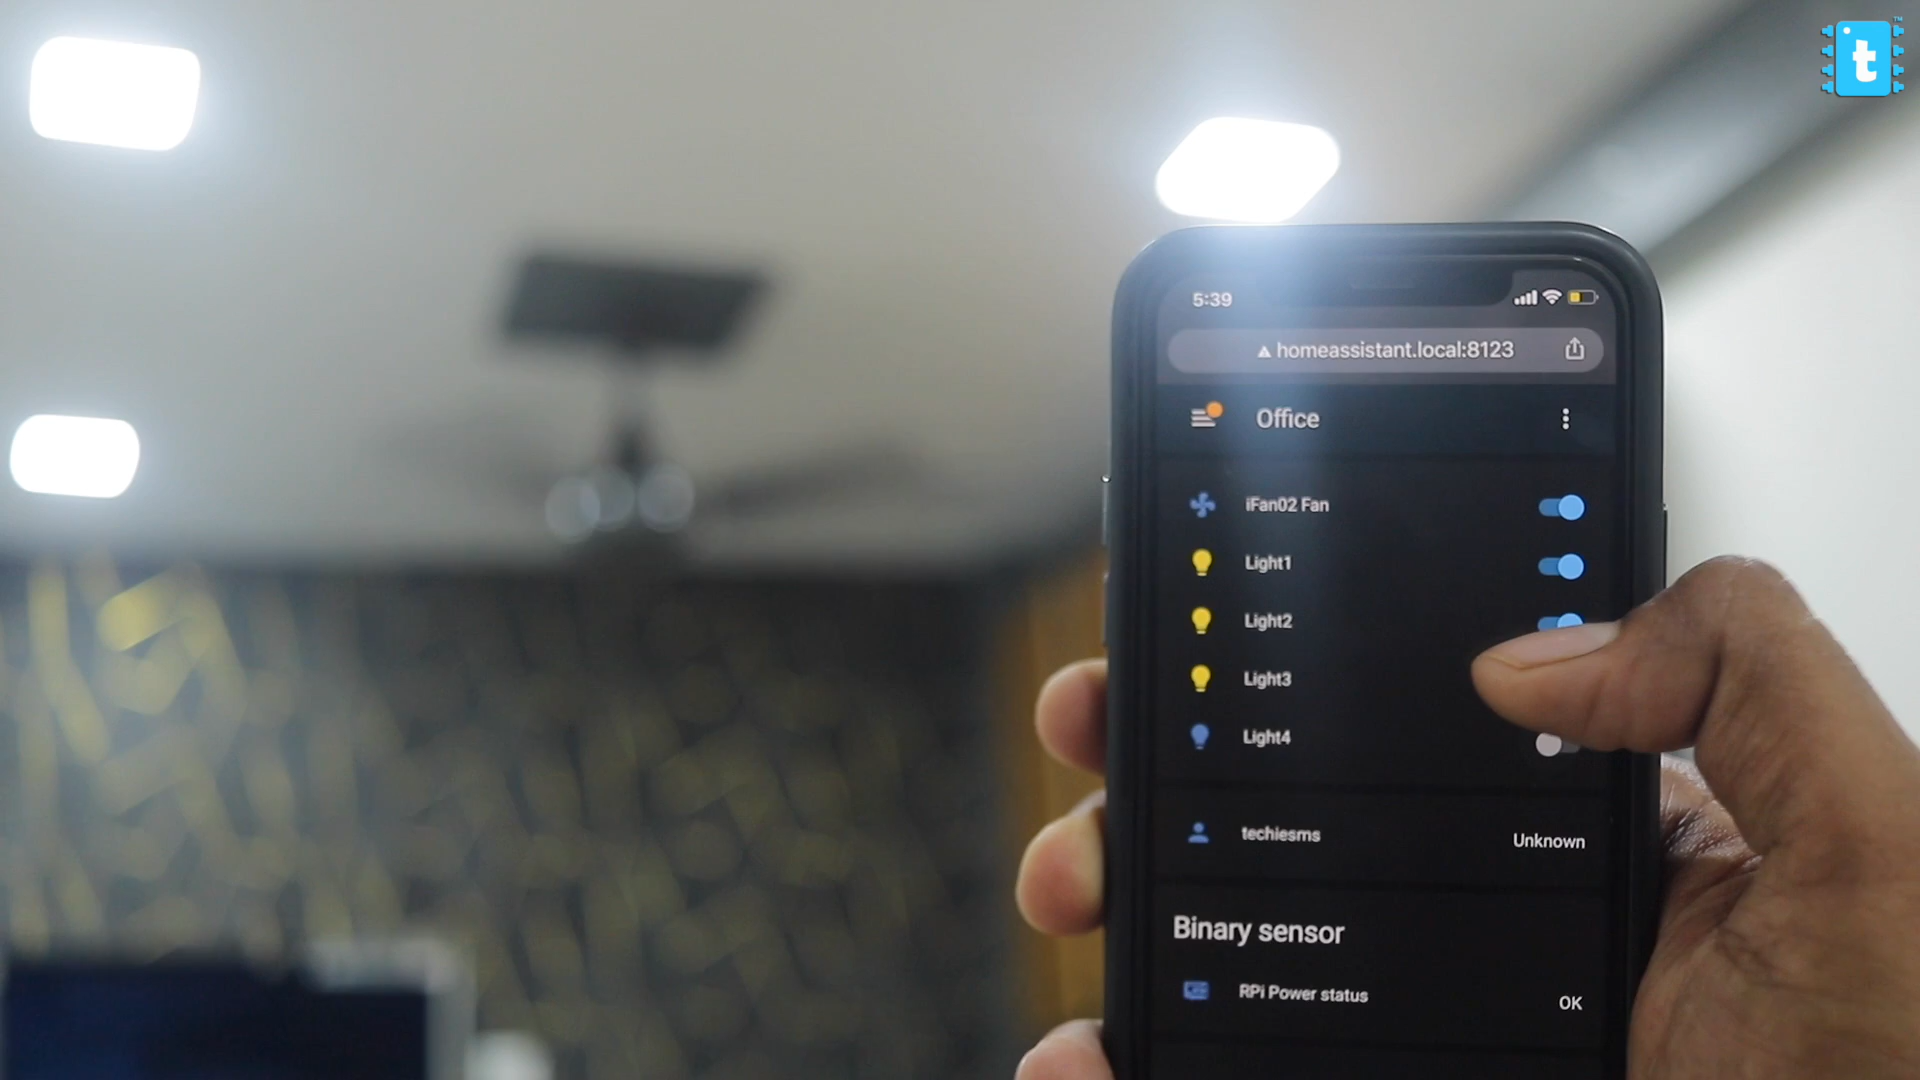 t
TM
5:39
homeassistant.local:8123
Office
iFan02 Fan
Light1
Light2
Light3
Light4
techiesms Unknown
Binary sensor
RPi Power status OK